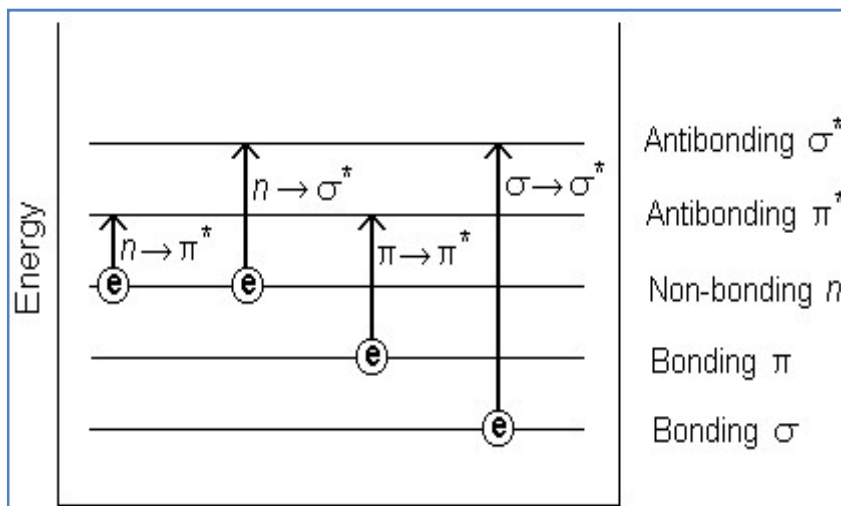 Energy
Antibonding σ*
Antibonding π*
Non-bonding n
Bonding π
Bonding σ
n→σ*
σ→σ*
n→π*
π→π*
e
e
e
e